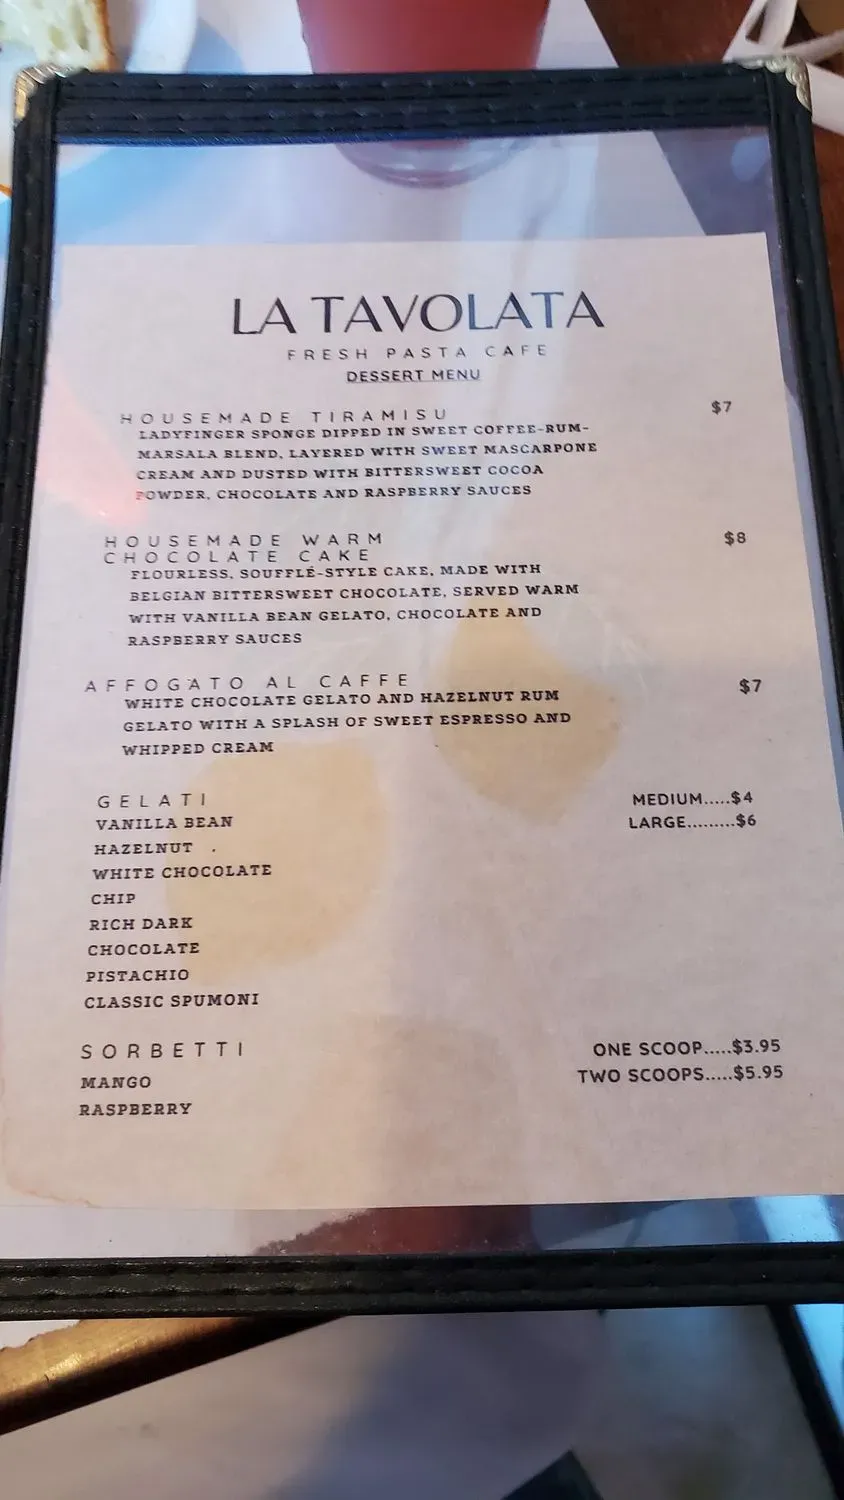 LA TAVOLATA
FRESH PASTA CAFE
DESSERT MENU
HOUSEMADE TIRAMISU $7
LADYFINGER SPONGE DIPPED IN SWEET COFFEE-RUM-
MARSALA BLEND, LAYERED WITH SWEET MASCARPONE
CREAM AND DUSTED WITH BITTERSWEET COCOA
POWDER, CHOCOLATE AND RASPBERRY SAUCES
HOUSEMADE WARM $8
CHOCOLATE CAKE
FLOURLESS, SOUFFLÉ-STYLE CAKE, MADE WITH
BELGIAN BITTERSWEET CHOCOLATE, SERVED WARM
WITH VANILLA BEAN GELATO, CHOCOLATE AND
RASPBERRY SAUCES
AFFOGATO AL CAFFE $7
WHITE CHOCOLATE GELATO AND HAZELNUT RUM
GELATO WITH A SPLASH OF SWEET ESPRESSO AND
WHIPPED CREAM
GELATI MEDIUM.....$4
VANILLA BEAN LARGE.........$6
HAZELNUT
WHITE CHOCOLATE
CHIP
RICH DARK
CHOCOLATE
PISTACHIO
CLASSIC SPUMONI
SORBETTI ONE SCOOP.....$3.95
MANGO TWO SCOOPS.....$5.95
RASPBERRY